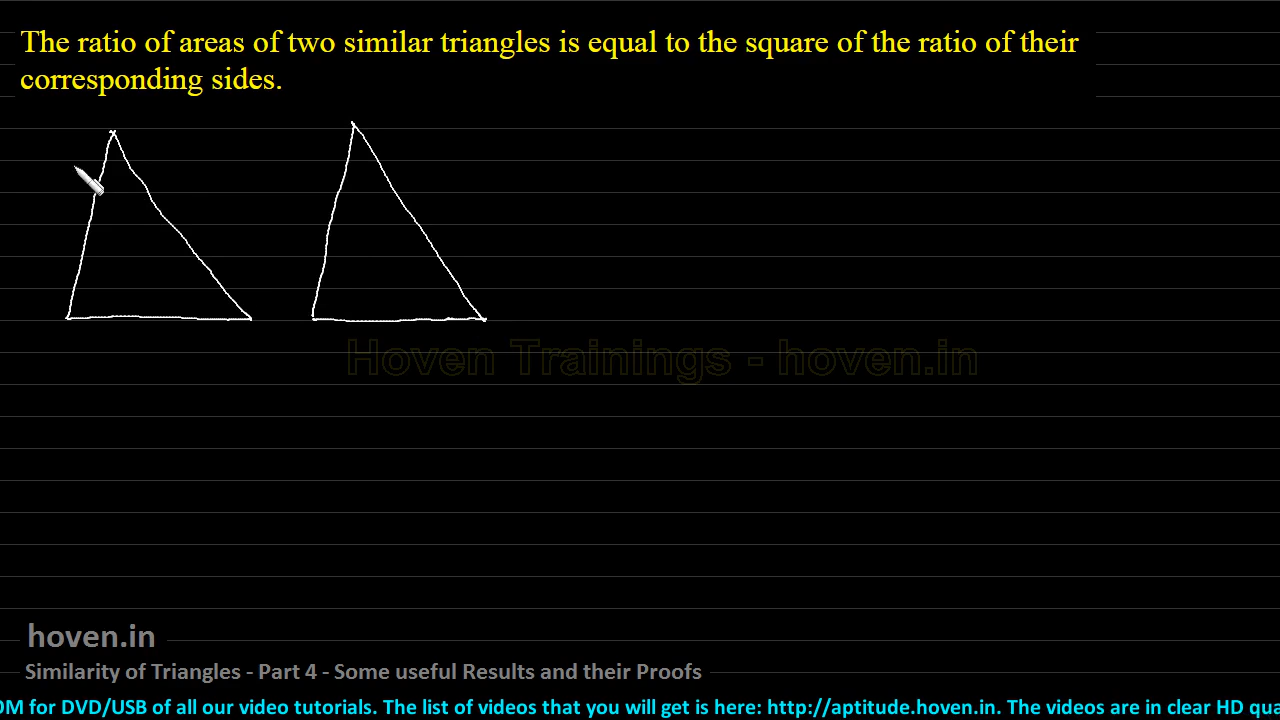 The ratio of areas of two similar triangles is equal to the square of the ratio of their
corresponding sides.
Hoven Trainings - hoven.in
hoven.in
Similarity of Triangles - Part 4 - Some useful Results and their Proofs
for DVD/USB of all our video tutorials. The list of videos that you will get is here: http://aptitude.hoven.in. The videos are in clear HD